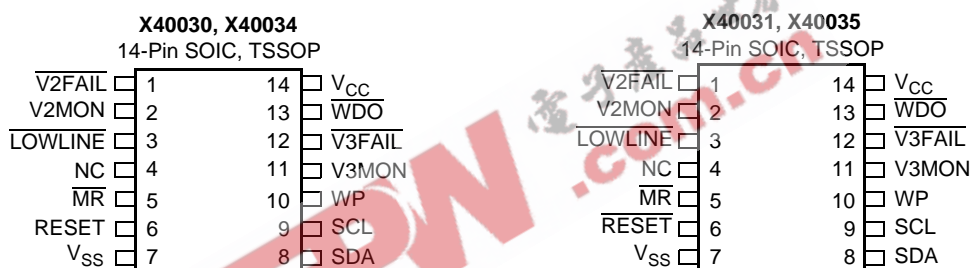 X40030, X40034
14-Pin SOIC, TSSOP
V2FAIL 1 14 VCC
V2MON 2 13 WDO
LOWLINE 3 12 V3FAIL
NC 4 11 V3MON
MR 5 10 WP
RESET 6 9 SCL
VSS 7 8 SDA
X40031, X40035
14-Pin SOIC, TSSOP
V2FAIL 1 14 VCC
V2MON 2 13 WDO
LOWLINE 3 12 V3FAIL
NC 4 11 V3MON
MR 5 10 WP
RESET 6 9 SCL
VSS 7 8 SDA
.com.cn